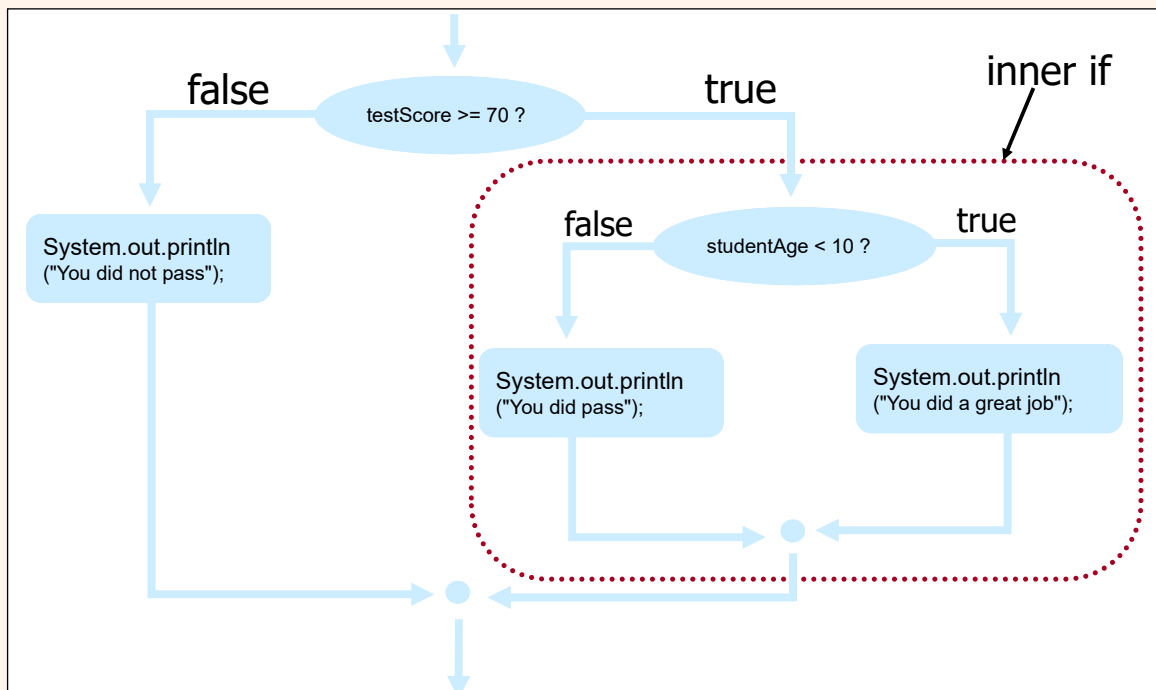 inner if
false
true
testScore >= 70 ?
false
true
studentAge < 10 ?
System.out.println
("You did not pass");
System.out.println
("You did pass");
System.out.println
("You did a great job");